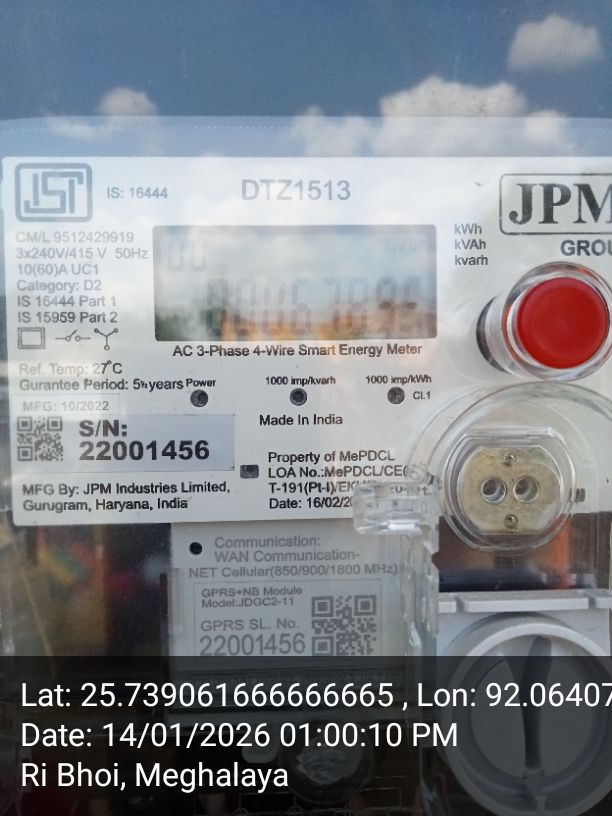 IS: 16444
DTZ1513
JPM
GROU
CM/L 9512429919
3x240V/415 V 50Hz
10(60)A UC1
Category: D2
IS 16444 Part 1
IS 15959 Part 2
kWh
kVAh
kvarh
AC 3-Phase 4-Wire Smart Energy Meter
Ref. Temp: 27°C
Gurantee Period: 5½years
Power
1000 imp/kvarh
1000 imp/kWh
Cl.1
MFG: 10/2022
S/N:
22001456
Made In India
Property of MePDCL
LOA No.:MePDCL/CE
T-191(Pt-I)/
Date: 16/02/
MFG By: JPM Industries Limited,
Gurugram, Haryana, India
Communication:
WAN Communication-
NET Cellular(850/900/1800 MHz)
GPRS+NB Module
Model:JDGC2-11
GPRS SL. No.
22001456
Lat: 25.739061666666665 , Lon: 92.06407
Date: 14/01/2026 01:00:10 PM
Ri Bhoi, Meghalaya